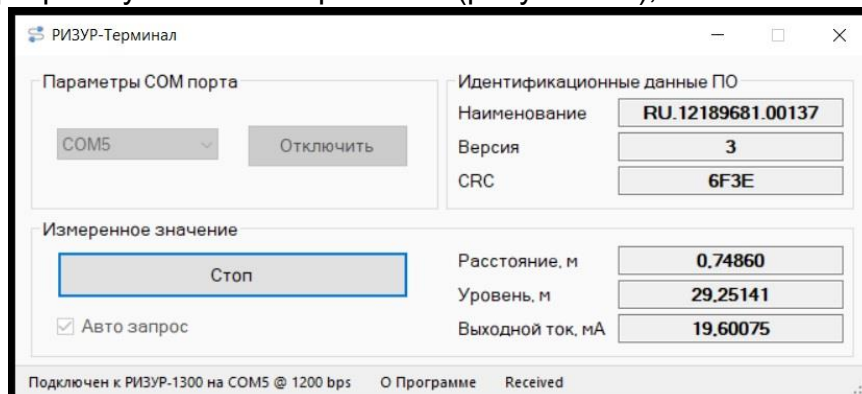 РИЗУР-Терминал
Параметры COM порта
COM5
Отключить
Идентификационные данные ПО
Наименование RU.12189681.00137
Версия 3
CRC 6F3E
Измеренное значение
Стоп
Авто запрос
Расстояние, м 0,74860
Уровень, м 29,25141
Выходной ток, мА 19,60075
Подключен к РИЗУР-1300 на COM5 @ 1200 bps О Программе Received